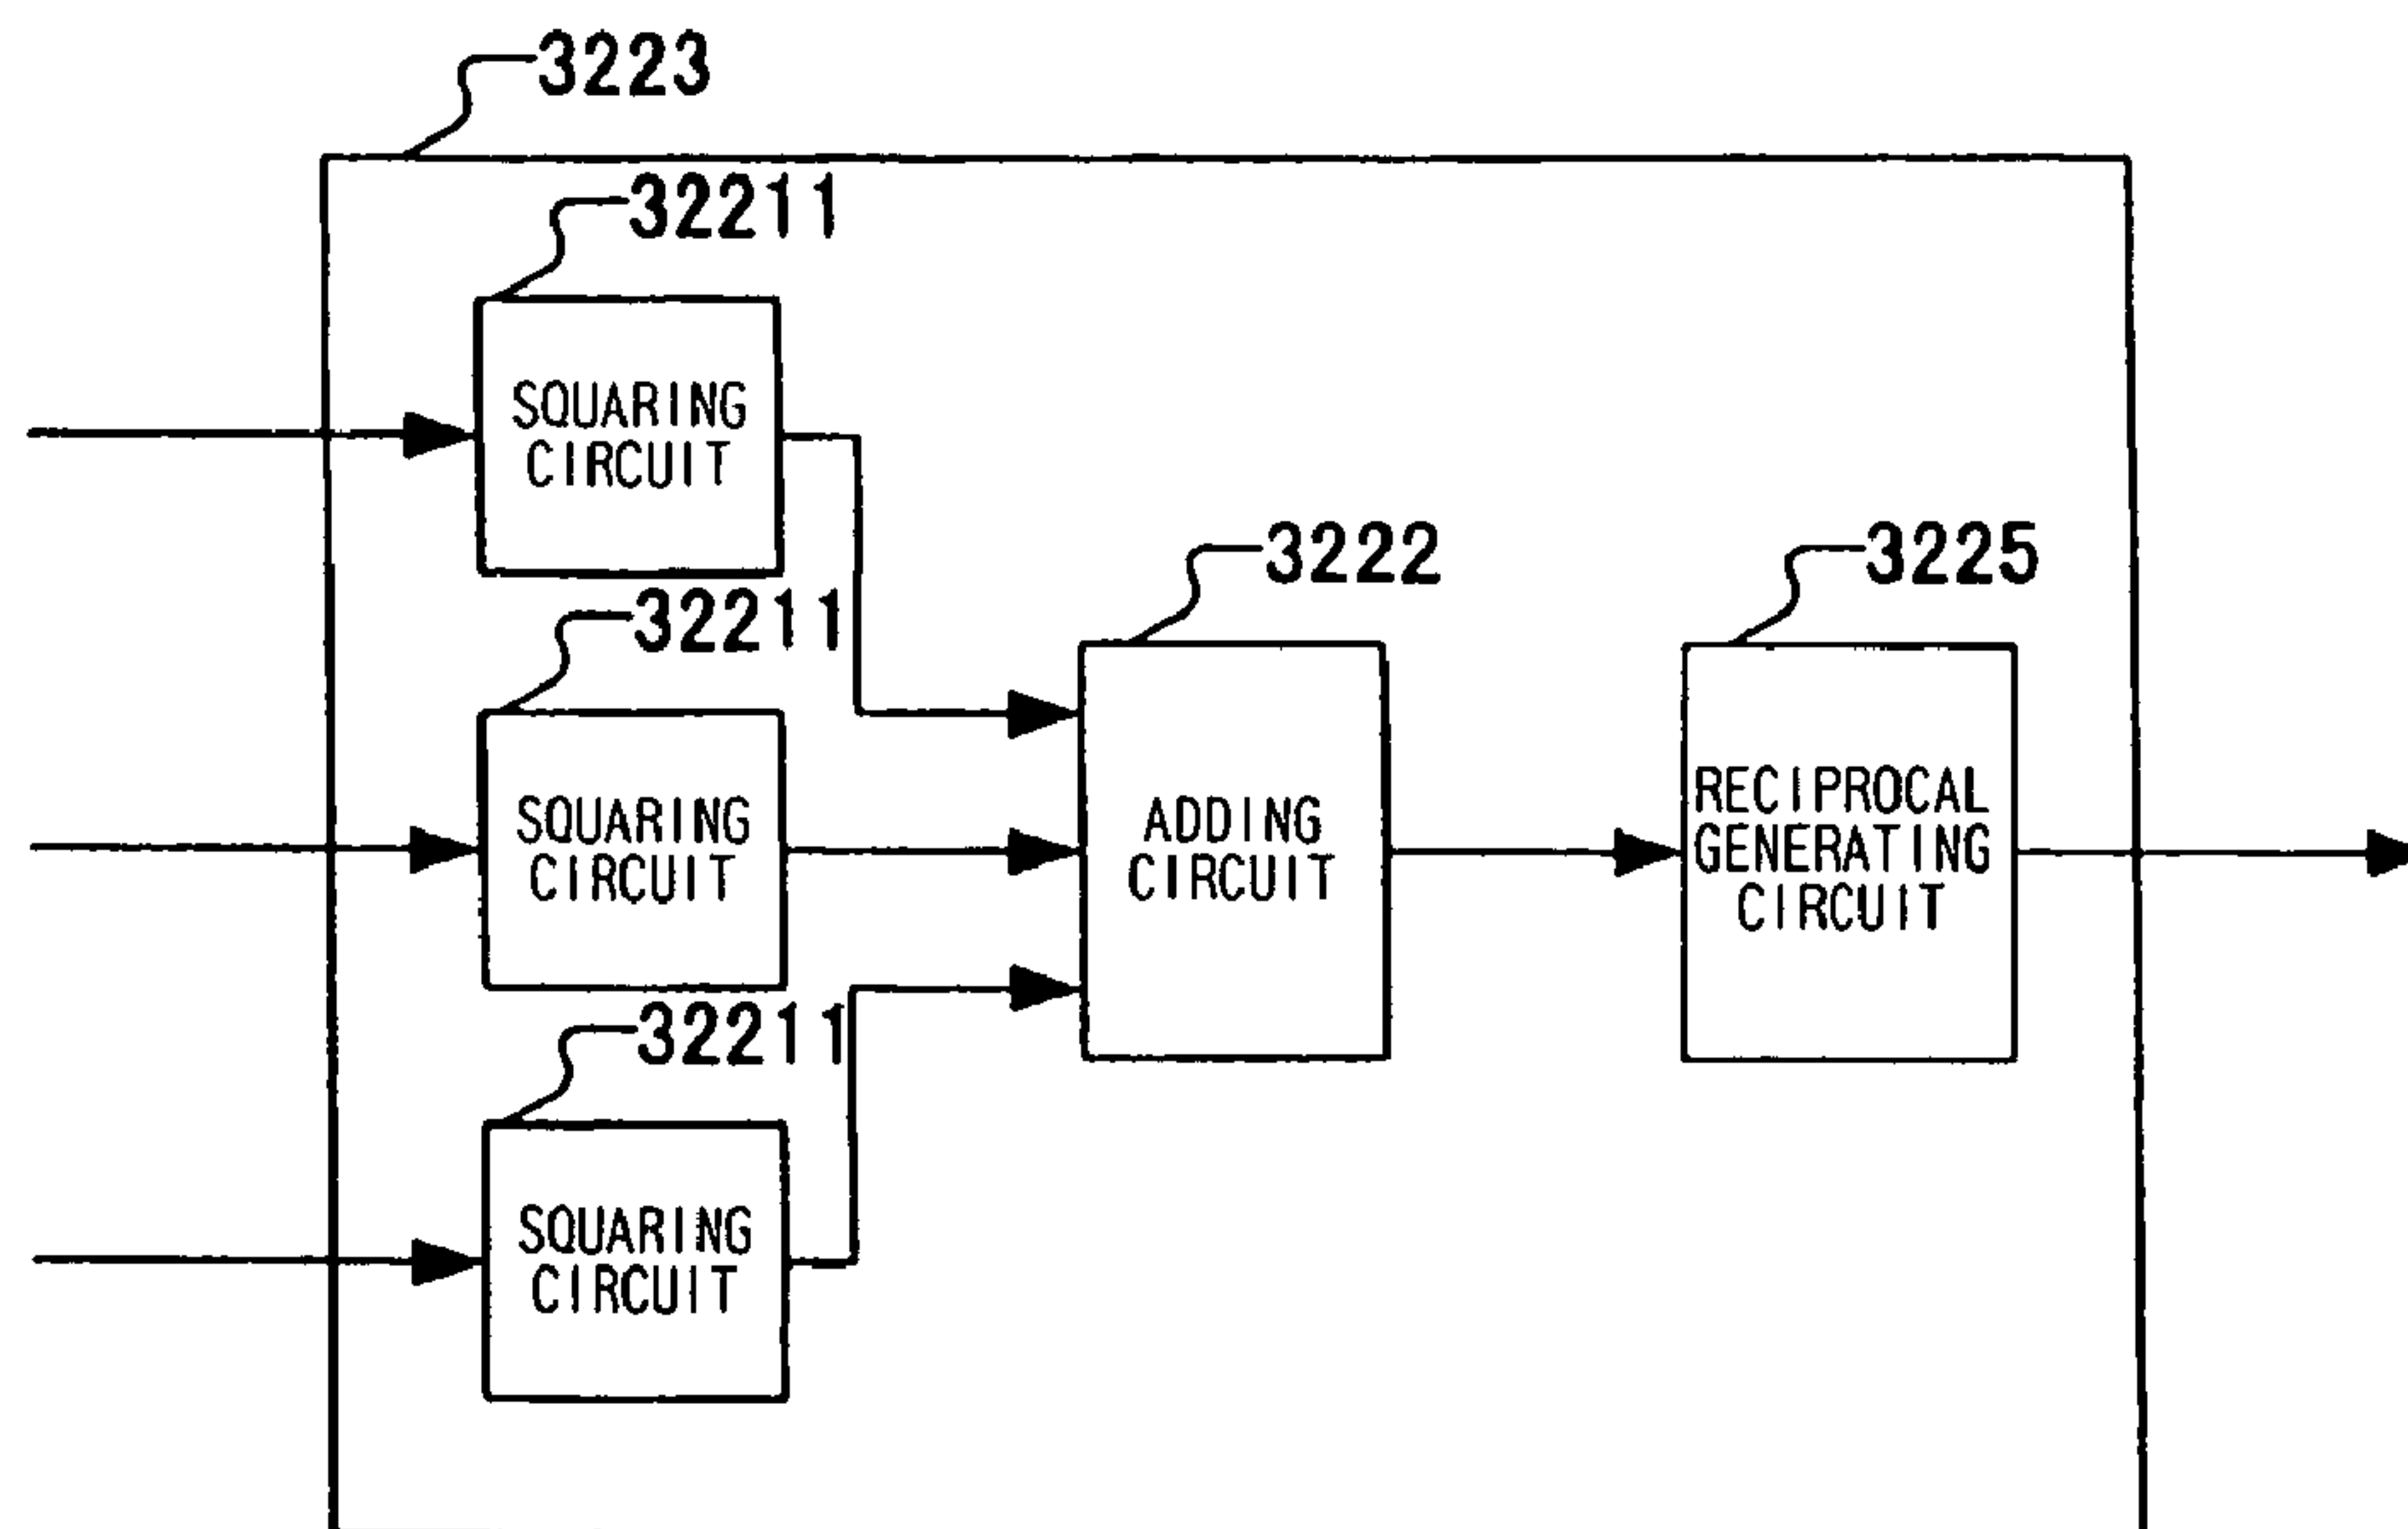 3223
32211
SQUARING
CIRCUIT
32211
SQUARING
CIRCUIT
32211
SQUARING
CIRCUIT
3222
ADDING
CIRCUIT
3225
RECIPROCAL
GENERATING
CIRCUIT